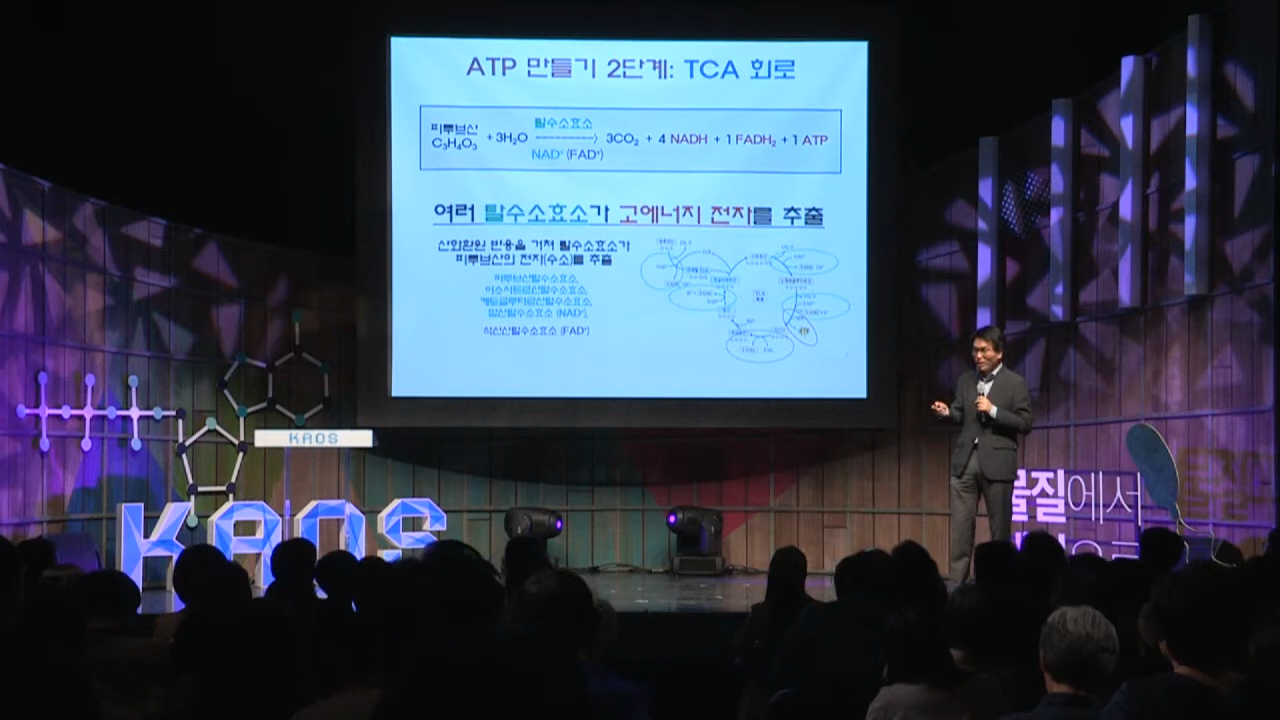 ATP 만들기 2단계: TCA 회로
탈수소효소
피루브산 + 3H₂O ————> 3CO₂ + 4 NADH + 1 FADH₂ + 1 ATP
C₃H₄O₃
NAD⁺ (FAD⁺)
여러 탈수소효소가 고에너지 전자를 추출
산화환원 반응을 거쳐 탈수소효소가
피루브산의 전자(수소)를 추출
피루브산탈수소효소,
이소시트르산탈수소효소,
케토글루타르산탈수소효소,
말산탈수소효소 (NAD⁺),
석신산탈수소효소 (FAD⁺)
TCA
회로
ATP
KAOS
KAOS
물질에서